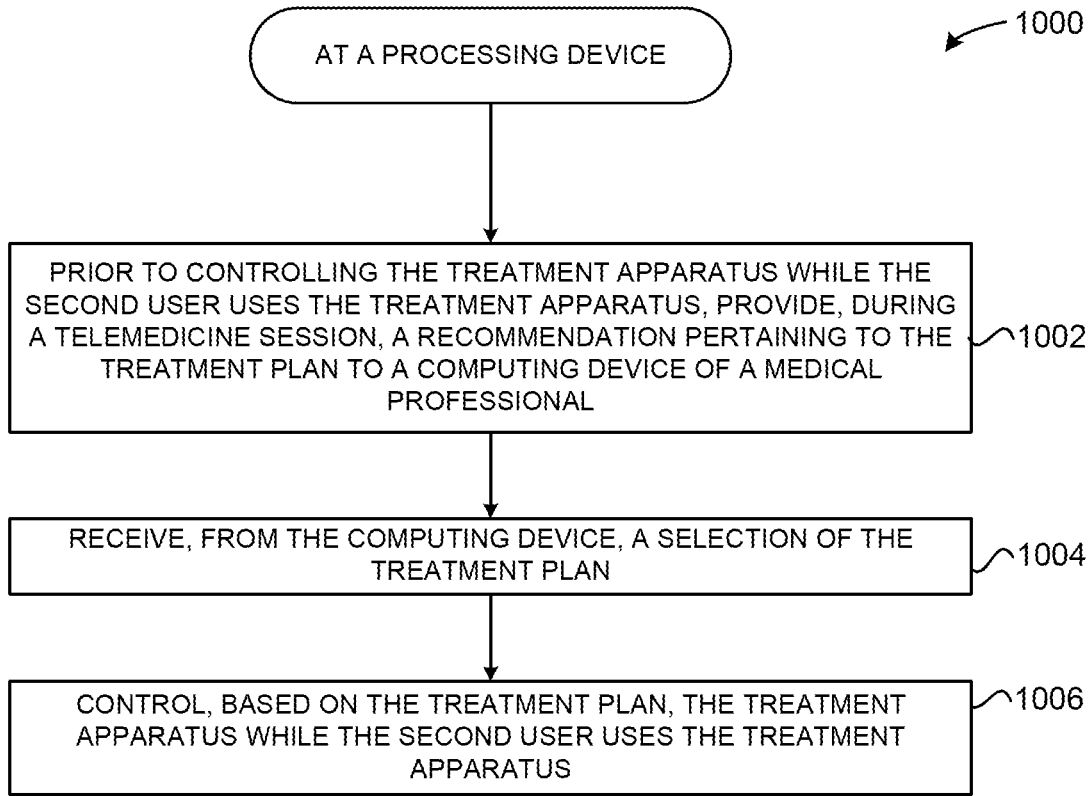 1000
AT A PROCESSING DEVICE
PRIOR TO CONTROLLING THE TREATMENT APPARATUS WHILE THE
SECOND USER USES THE TREATMENT APPARATUS, PROVIDE, DURING
A TELEMEDICINE SESSION, A RECOMMENDATION PERTAINING TO THE
TREATMENT PLAN TO A COMPUTING DEVICE OF A MEDICAL
PROFESSIONAL
1002
RECEIVE, FROM THE COMPUTING DEVICE, A SELECTION OF THE
TREATMENT PLAN
1004
CONTROL, BASED ON THE TREATMENT PLAN, THE TREATMENT
APPARATUS WHILE THE SECOND USER USES THE TREATMENT
APPARATUS
1006